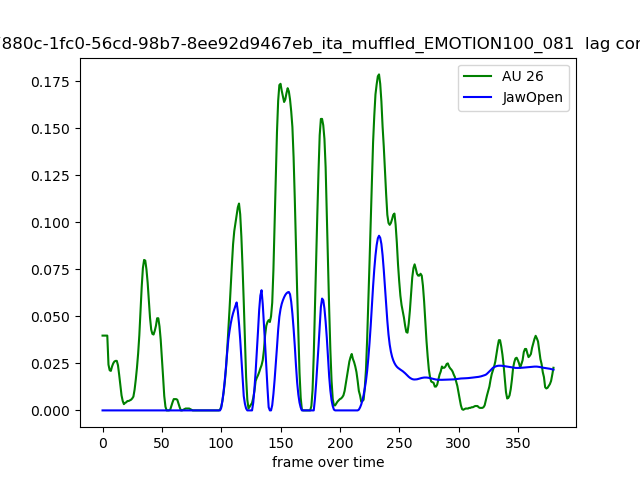 880c-1fc0-56cd-98b7-8ee92d9467eb_ita_muffled_EMOTION100_081 lag
AU 26
JawOpen
0.175
0.150
0.125
0.100
0.075
0.050
0.025
0.000
0 50 100 150 200 250 300 350
frame over time